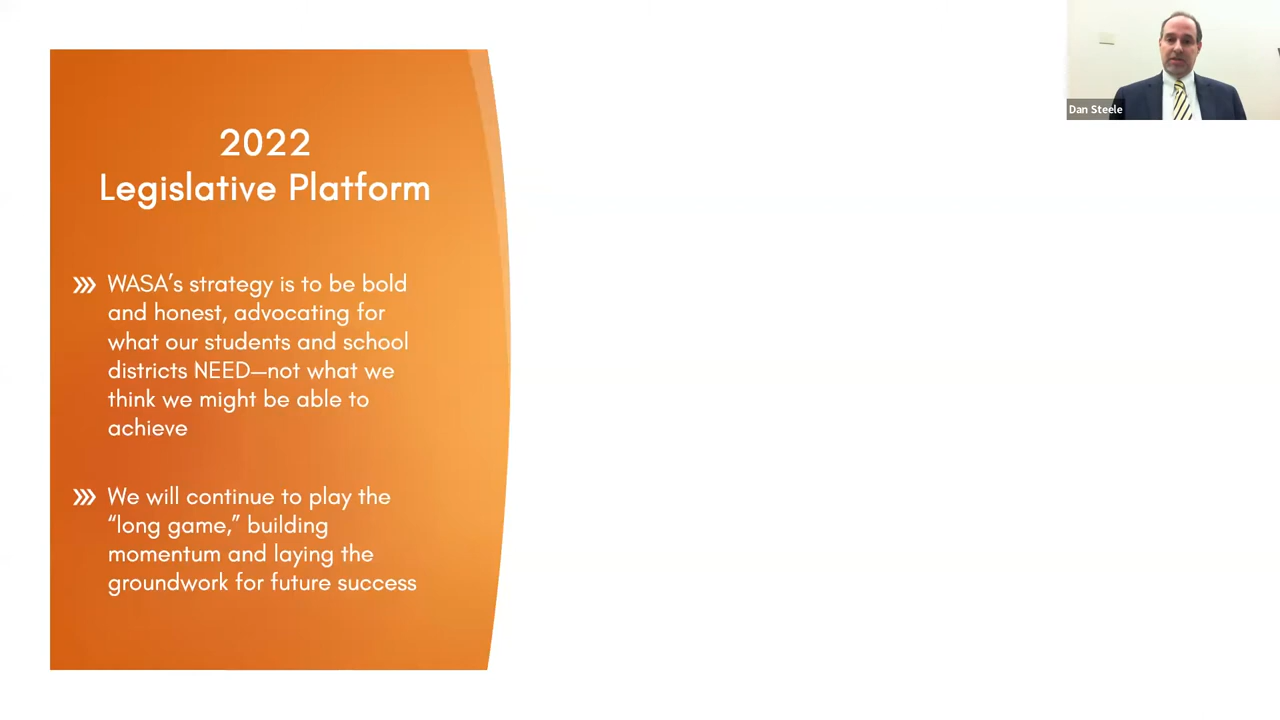 2022
Legislative Platform
WASA's strategy is to be bold
and honest, advocating for
what our students and school
districts NEED—not what we
think we might be able to
achieve
We will continue to play the
“long game,” building
momentum and laying the
groundwork for future success
Dan Steele